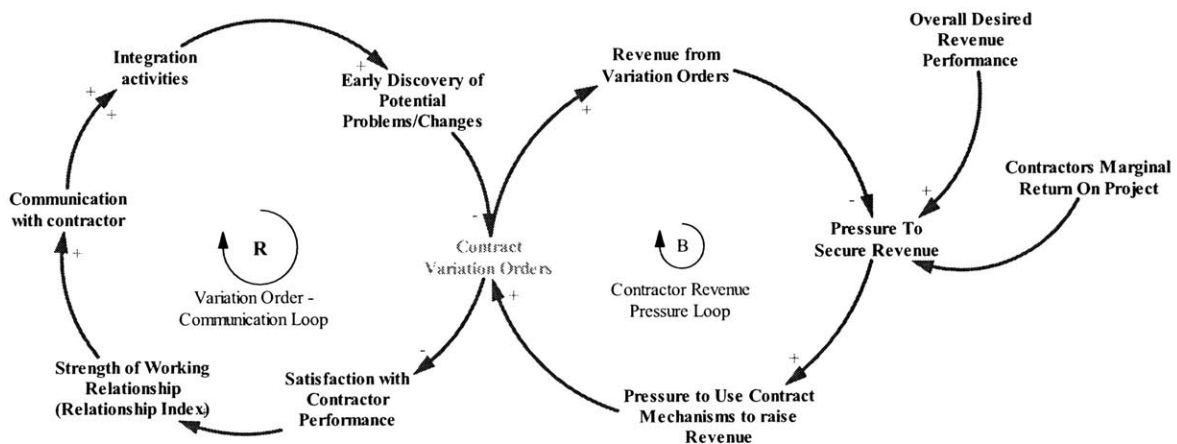 Integration
activities
+
+
+
Early Discovery of
Potential
Problems/Changes
Revenue from
Variation Orders
+
Overall Desired
Revenue
Performance
Communication
with contractor
+
R
Variation Order -
Communication Loop
-
Contract
Variation Orders
+
-
B
Contractor Revenue
Pressure Loop
-
+
Pressure To
Secure Revenue
Contractors Marginal
Return On Project
+
Strength of Working
Relationship
(Relationship Index)
+
Satisfaction with
Contractor
Performance
Pressure to Use Contract
Mechanisms to raise
Revenue